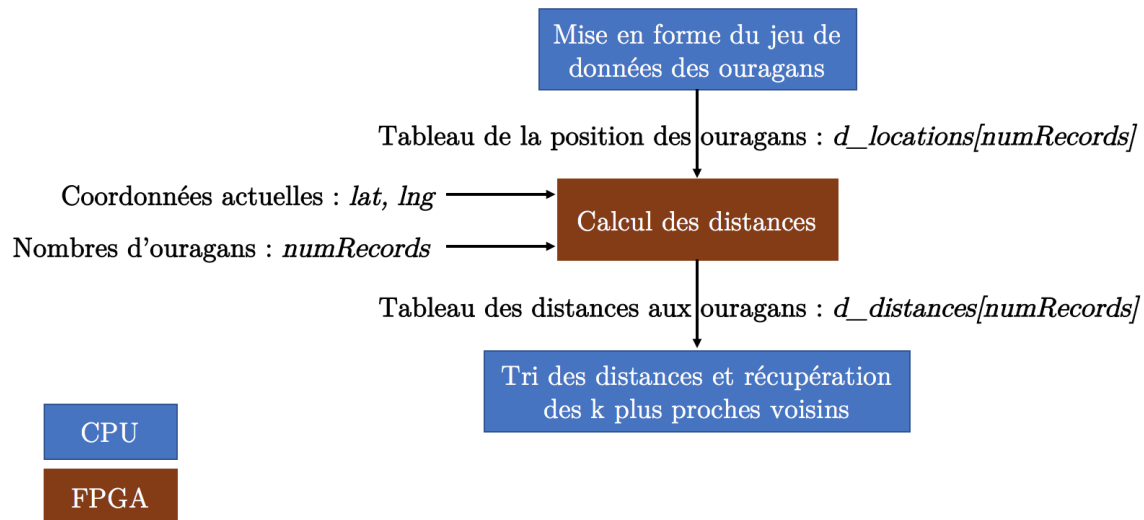 Mise en forme du jeu de
données des ouragans
Tableau de la position des ouragans : d_locations[numRecords]
Coordonnées actuelles : lat, lng
Calcul des distances
Nombres d'ouragans : numRecords
Tableau des distances aux ouragans : d_distances[numRecords]
Tri des distances et récupération
des k plus proches voisins
CPU
FPGA